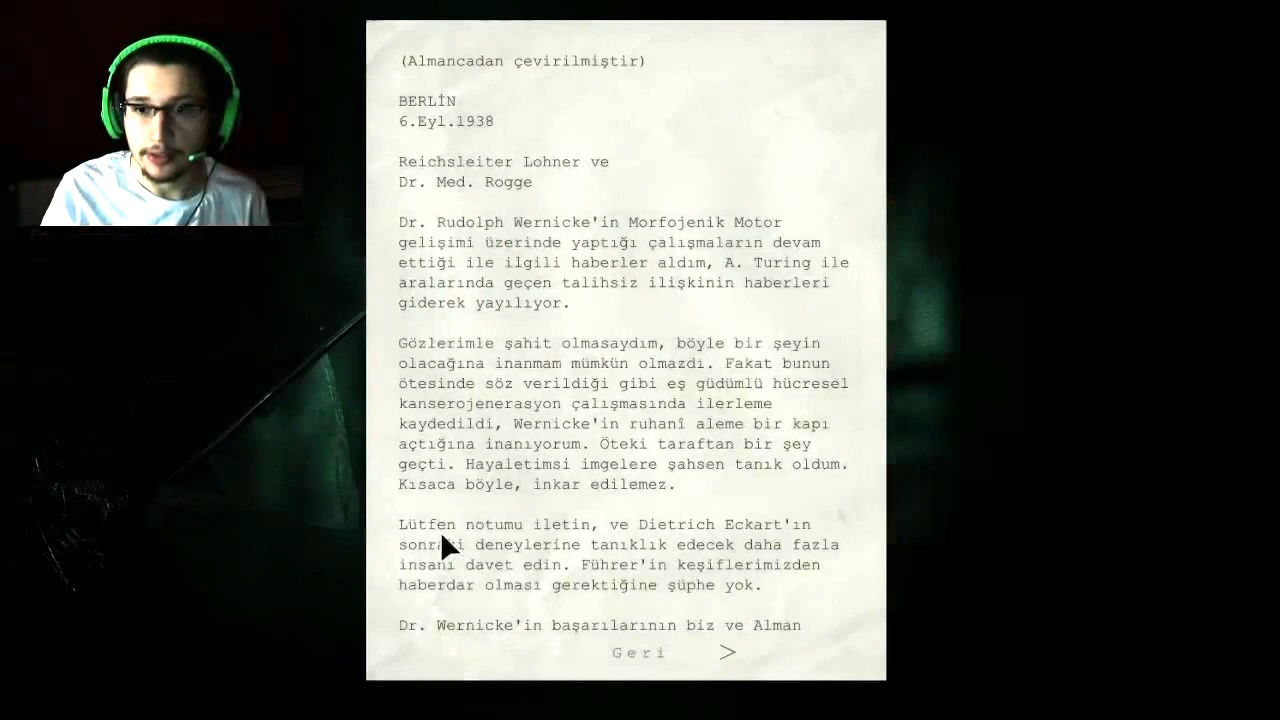 (Almancadan çevirilmiştir)
BERLİN
6.Eyl.1938
Reichsleiter Lohner ve
Dr. Med. Rogge
Dr. Rudolph Wernicke'in Morfojenik Motor
gelişimi üzerinde yaptığı çalışmaların devam
ettiği ile ilgili haberler aldım, A. Turing ile
aralarında geçen talihsiz ilişkinin haberleri
giderek yayılıyor.
Gözlerimle şahit olmasaydım, böyle bir şeyin
olacağına inanmam mümkün olmazdı. Fakat bunun
ötesinde söz verildiği gibi eş güdümlü hücresel
kanserojenerasyon çalışmasında ilerleme
kaydedildi, Wernicke'in ruhanî aleme bir kapı
açtığına inanıyorum. Öteki taraftan bir şey
geçti. Hayaletimsi imgelere şahsen tanık oldum.
Kısaca böyle, inkar edilemez.
Lütfen notumu iletin, ve Dietrich Eckart'ın
sonraki deneylerine tanıklık edecek daha fazla
insanı davet edin. Führer'in keşiflerimizden
haberdar olması gerektiğine şüphe yok.
Dr. Wernicke'in başarılarının biz ve Alman
Geri >